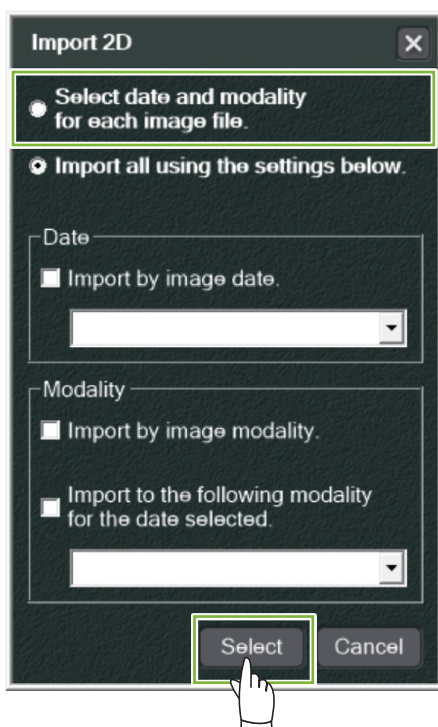 Import 2D
Select date and modality
for each image file.
Import all using the settings below.
Date
Import by image date.
Modality
Import by image modality.
Import to the following modality
for the date selected.
Select
Cancel